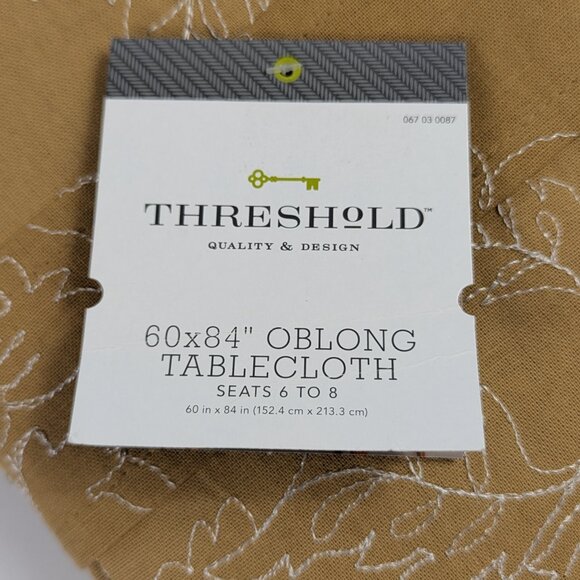 067 03 0087
THRESHOLD™
QUALITY & DESIGN
60x84" OBLONG
TABLECLOTH
SEATS 6 TO 8
60 in x 84 in (152.4 cm x 213.3 cm)